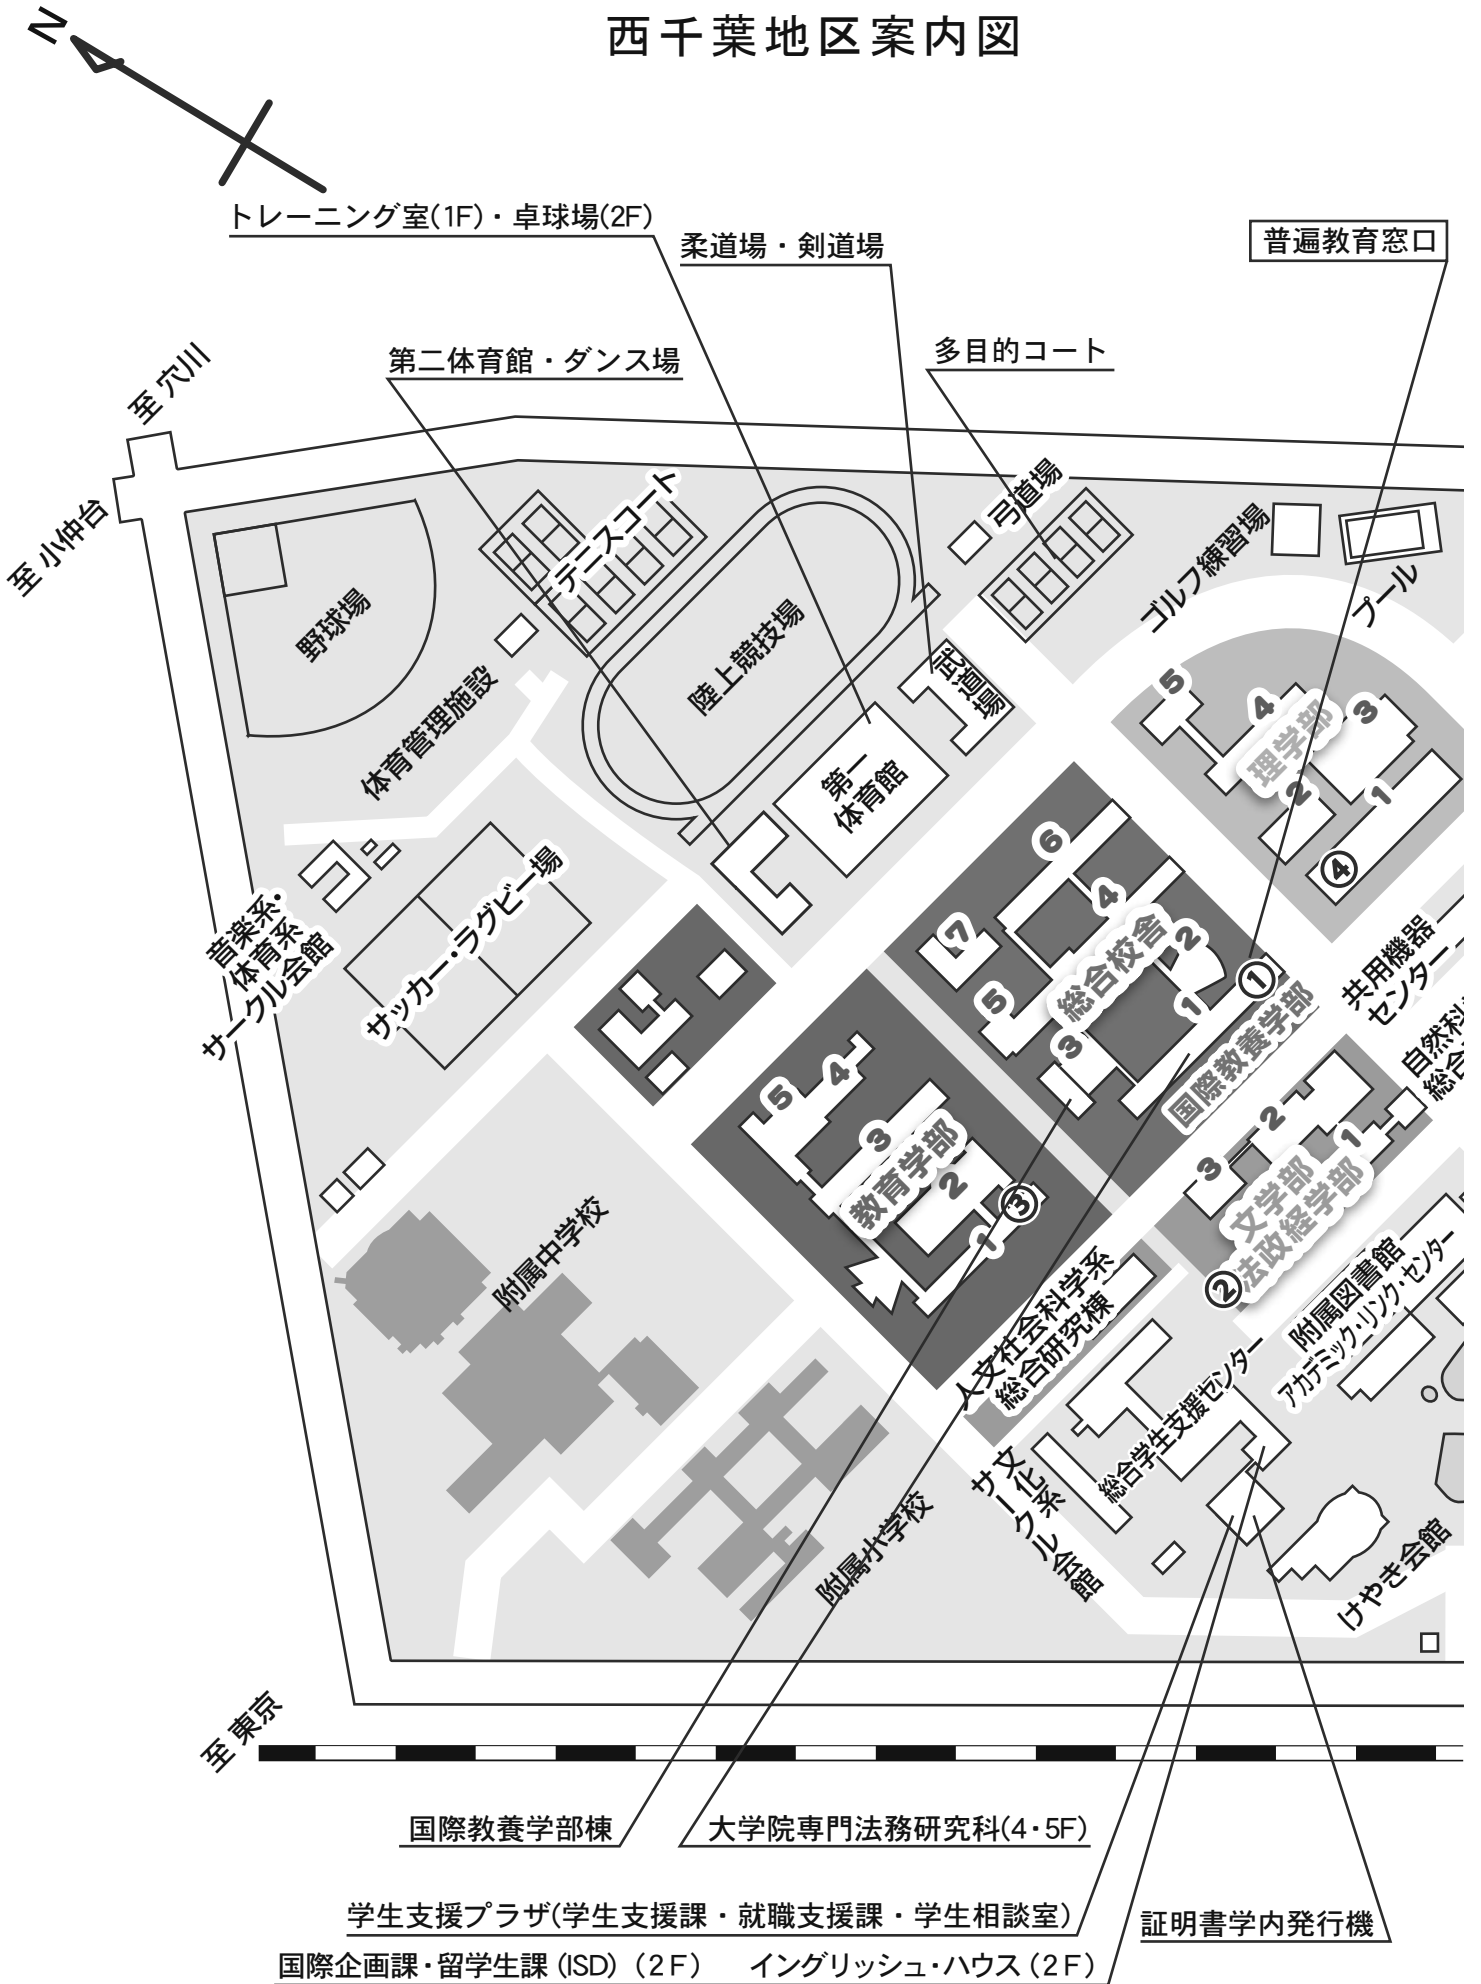 西千葉地区案内図
N
トレーニング室(1F)・卓球場(2F)
柔道場・剣道場
普遍教育窓口
第二体育館・ダンス場
多目的コート
至 穴川
至 小仲台
テニスコート
弓道場
ゴルフ練習場
プール
野球場
陸上競技場
武道場
体育管理施設
第一
体育館
5
4
3
理学部
2
1
④
音楽系・
体育系
サークル会館
サッカー・ラグビー場
6
4
7
総合校舎
2
5
1
①
3
国際教養学部
共用機器
センター
自然科
総合
5
4
3
教育学部
2
③
1
2
1
3
文学部
法政経学部
②
附属中学校
人文社会科学系
総合研究棟
附属図書館
アカデミック・リンク・センター
総合学生支援センター
文化系
サークル会館
附属小学校
けやき会館
至 東京
国際教養学部棟
大学院専門法務研究科(4・5F)
学生支援プラザ(学生支援課・就職支援課・学生相談室)
証明書学内発行機
国際企画課・留学生課 (ISD) (2F) イングリッシュ・ハウス (2F)